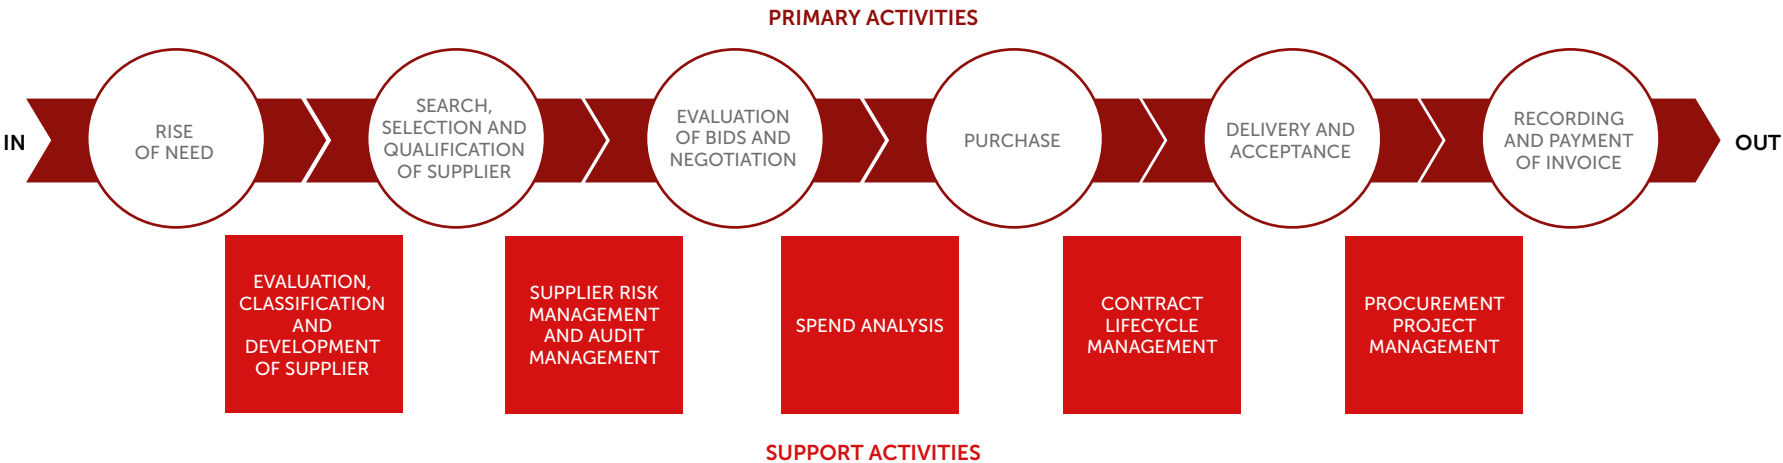 PRIMARY ACTIVITIES
IN
RISE
OF NEED
SEARCH,
SELECTION AND
QUALIFICATION
OF SUPPLIER
EVALUATION
OF BIDS AND
NEGOTIATION
PURCHASE
DELIVERY AND
ACCEPTANCE
RECORDING
AND PAYMENT
OF INVOICE
OUT
EVALUATION,
CLASSIFICATION
AND
DEVELOPMENT
OF SUPPLIER
SUPPLIER RISK
MANAGEMENT
AND AUDIT
MANAGEMENT
SPEND ANALYSIS
CONTRACT
LIFECYCLE
MANAGEMENT
PROCUREMENT
PROJECT
MANAGEMENT
SUPPORT ACTIVITIES